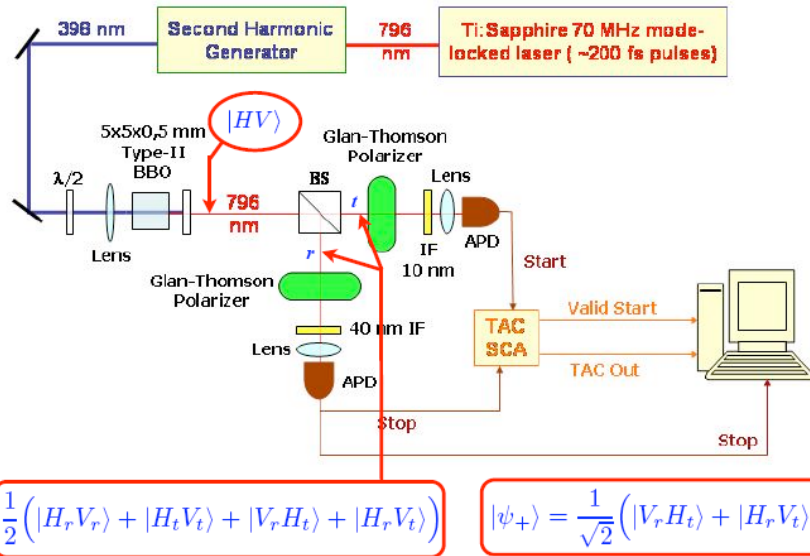 398 nm
Second Harmonic
Generator
796
nm
Ti:Sapphire 70 MHz mode-
locked laser ( ~200 fs pulses)
|HV⟩
5x5x0,5 mm
Type-II
BBO
λ/2
Lens
796
nm
BS
t
r
Glan-Thomson
Polarizer
Lens
IF
10 nm
APD
Start
Glan-Thomson
Polarizer
40 nm IF
Lens
APD
Stop
TAC
SCA
Valid Start
TAC Out
Stop
1/2 (|H_r V_r⟩ + |H_t V_t⟩ + |V_r H_t⟩ + |H_r V_t⟩)
|ψ_+⟩ = 1/√2 (|V_r H_t⟩ + |H_r V_t⟩